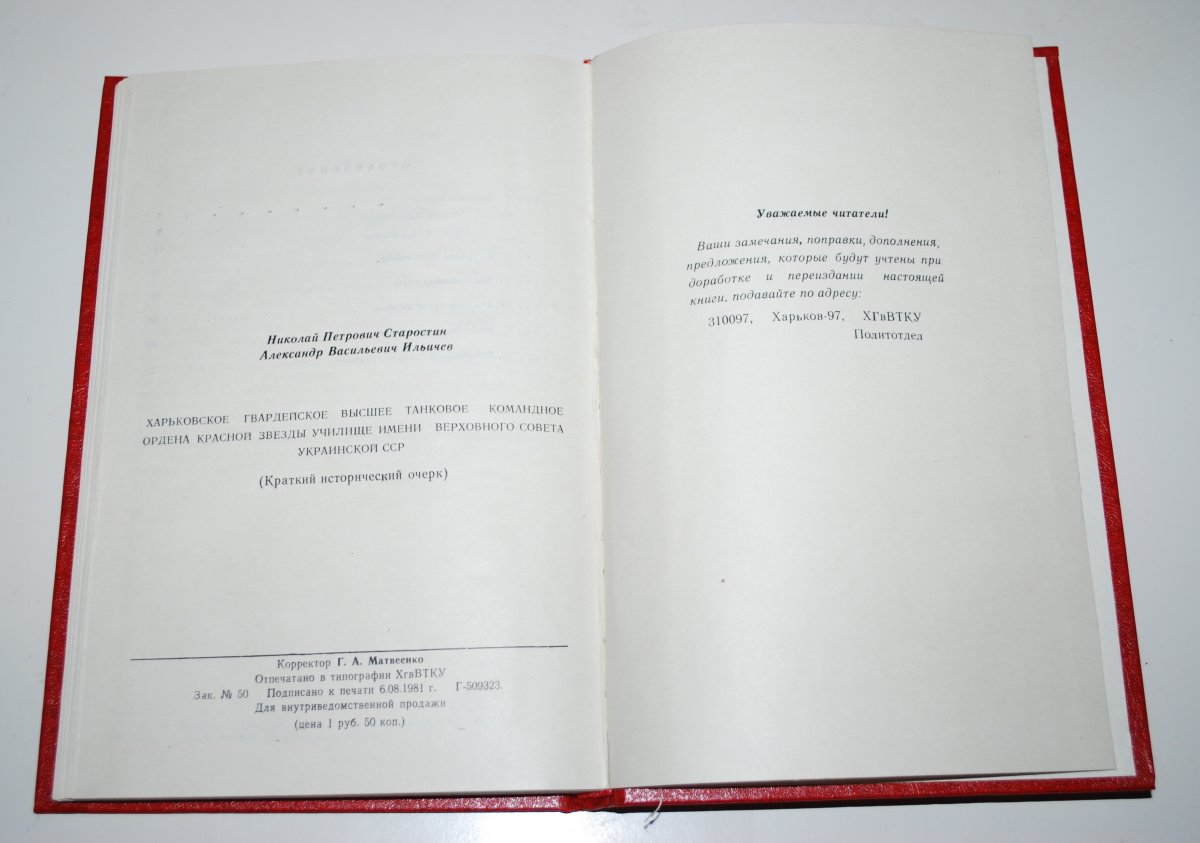 Николай Петрович Старостин
Александр Васильевич Ильичев
ХАРЬКОВСКОЕ ГВАРДЕЙСКОЕ ВЫСШЕЕ ТАНКОВОЕ КОМАНДНОЕ
ОРДЕНА КРАСНОЙ ЗВЕЗДЫ УЧИЛИЩЕ ИМЕНИ ВЕРХОВНОГО СОВЕТА
УКРАИНСКОЙ ССР
(Краткий исторический очерк)
Корректор Г. А. Матвеенко
Отпечатано в типографии ХгвВТКУ
Зак. № 50 Подписано к печати 6.08.1981 г. Г-509323.
Для внутриведомственной продажи
(цена 1 руб. 50 коп.)
Уважаемые читатели!
Ваши замечания, поправки, дополнения,
предложения, которые будут учтены при
доработке и переиздании настоящей
книги, подавайте по адресу:
310097, Харьков-97, ХГвВТКУ
Политотдел